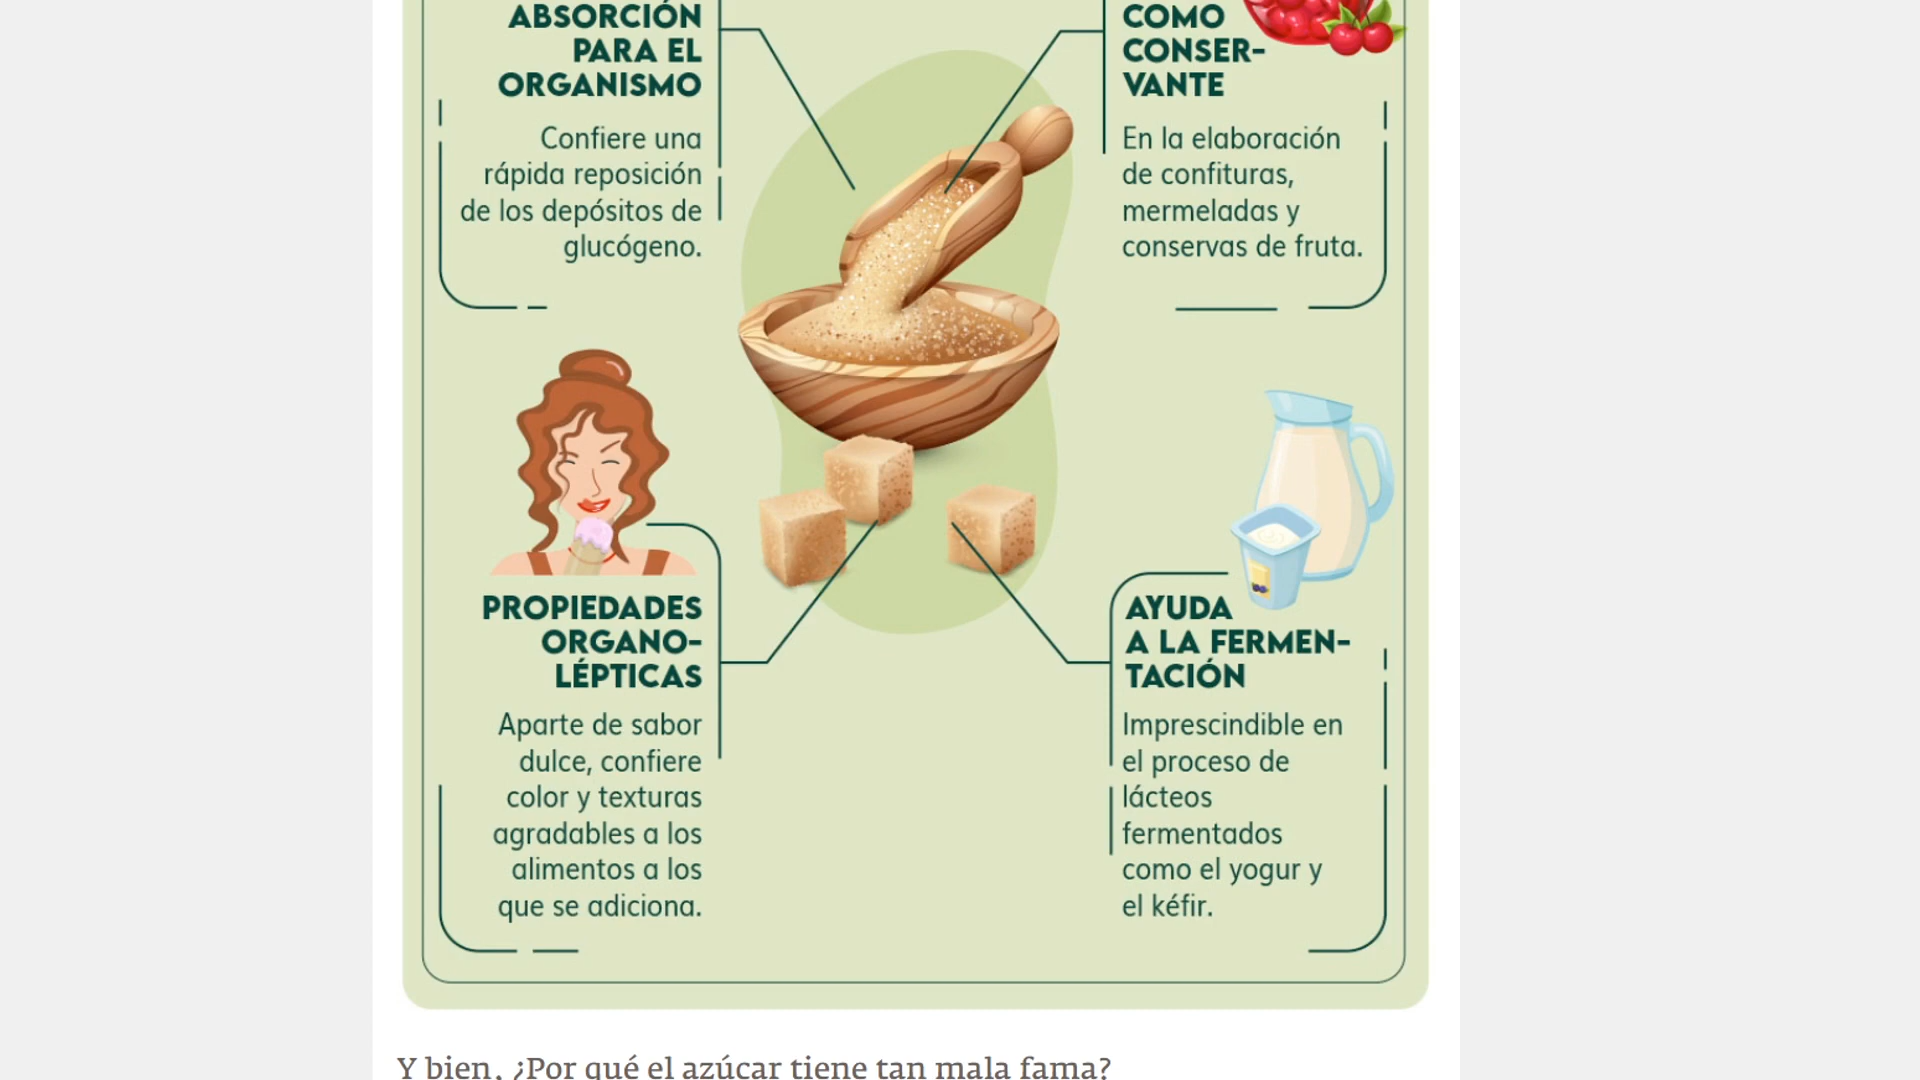 ABSORCIÓN
PARA EL
ORGANISMO
Confiere una
rápida reposición
de los depósitos de
glucógeno.
COMO
CONSER-
VANTE
En la elaboración
de confituras,
mermeladas y
conservas de fruta.
PROPIEDADES
ORGANO-
LÉPTICAS
Aparte de sabor
dulce, confiere
color y texturas
agradables a los
alimentos a los
que se adiciona.
AYUDA
A LA FERMEN-
TACIÓN
Imprescindible en
el proceso de
lácteos
fermentados
como el yogur y
el kéfir.
Y bien, ¿Por qué el azúcar tiene tan mala fama?